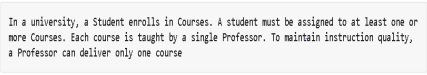 In a university, a Student enrolls in Courses. A student must be assigned to at least one or
more Courses. Each course is taught by a single Professor. To maintain instruction quality,
a Professor can deliver only one course